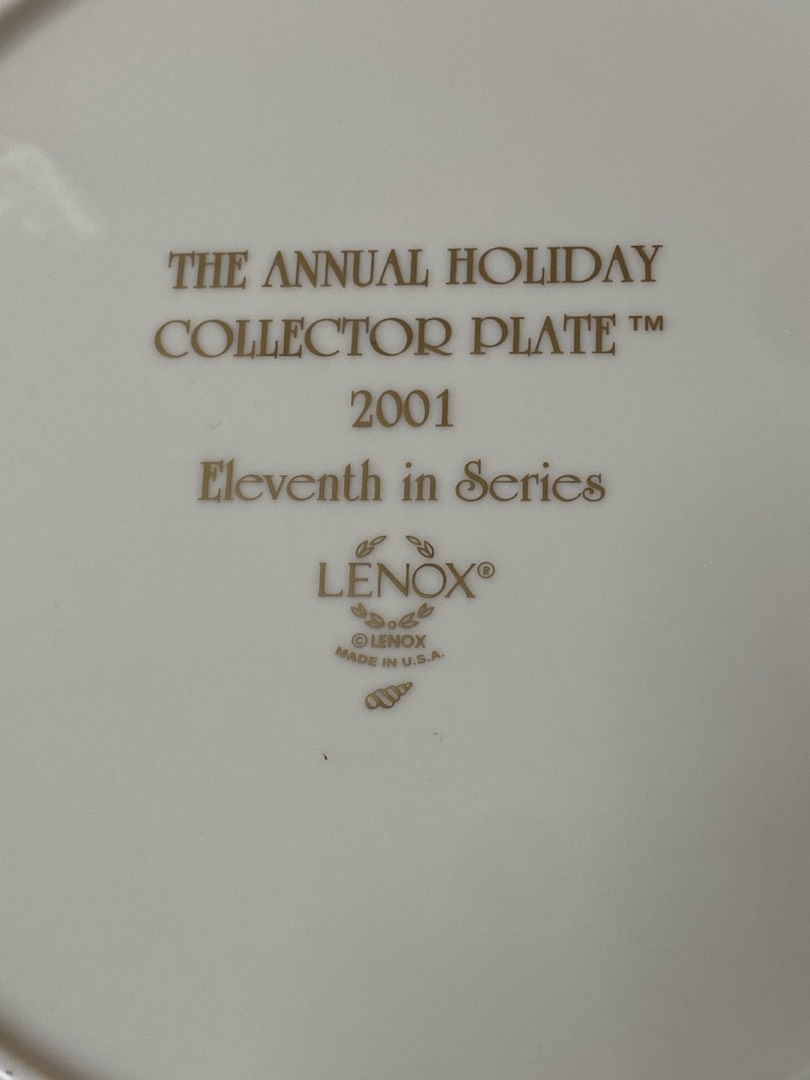 THE ANNUAL HOLIDAY
COLLECTOR PLATE™
2001
Eleventh in Series
LENOX®
©LENOX
MADE IN U.S.A.